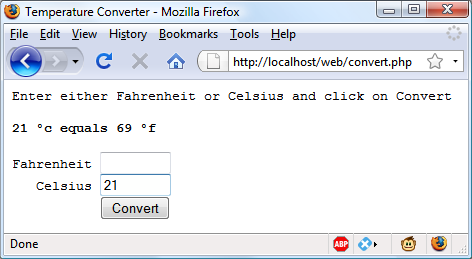 Temperature Converter - Mozilla Firefox
File Edit View History Bookmarks Tools Help
http://localhost/web/convert.php
Enter either Fahrenheit or Celsius and click on Convert
21 °c equals 69 °f
Fahrenheit
Celsius 21
Convert
Done ABP